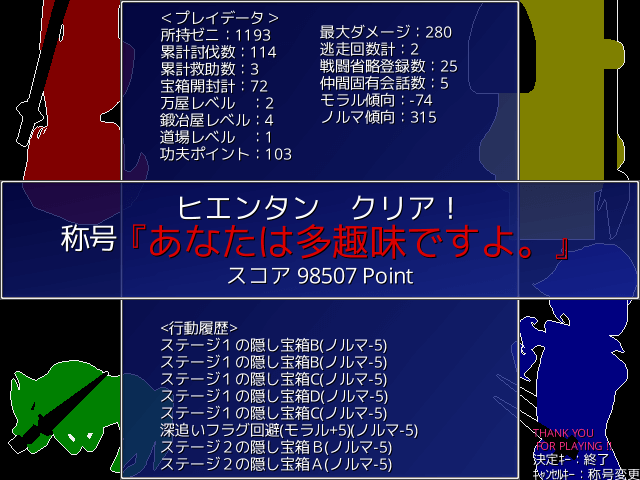 <プレイデータ>
所持ゼニ：1193
累計討伐数：114
累計救助数：3
宝箱開封計：72
万屋レベル　：2
鍛冶屋レベル：4
道場レベル　：1
功夫ポイント：103
最大ダメージ：280
逃走回数計：2
戦闘省略登録数：25
仲間固有会話数：5
モラル傾向：-74
ノルマ傾向：315
ヒエンタン　クリア！
称号『あなたは多趣味ですよ。』
スコア 98507 Point
<行動履歴>
ステージ１の隠し宝箱B(ノルマ-5)
ステージ１の隠し宝箱B(ノルマ-5)
ステージ１の隠し宝箱C(ノルマ-5)
ステージ１の隠し宝箱D(ノルマ-5)
ステージ１の隠し宝箱C(ノルマ-5)
深追いフラグ回避(モラル+5)(ノルマ-5)
ステージ２の隠し宝箱Ｂ(ノルマ-5)
ステージ２の隠し宝箱Ａ(ノルマ-5)
THANK YOU
FOR PLAYING !!
決定ｷｰ：終了
ｷｬﾝｾﾙｷｰ：称号変更